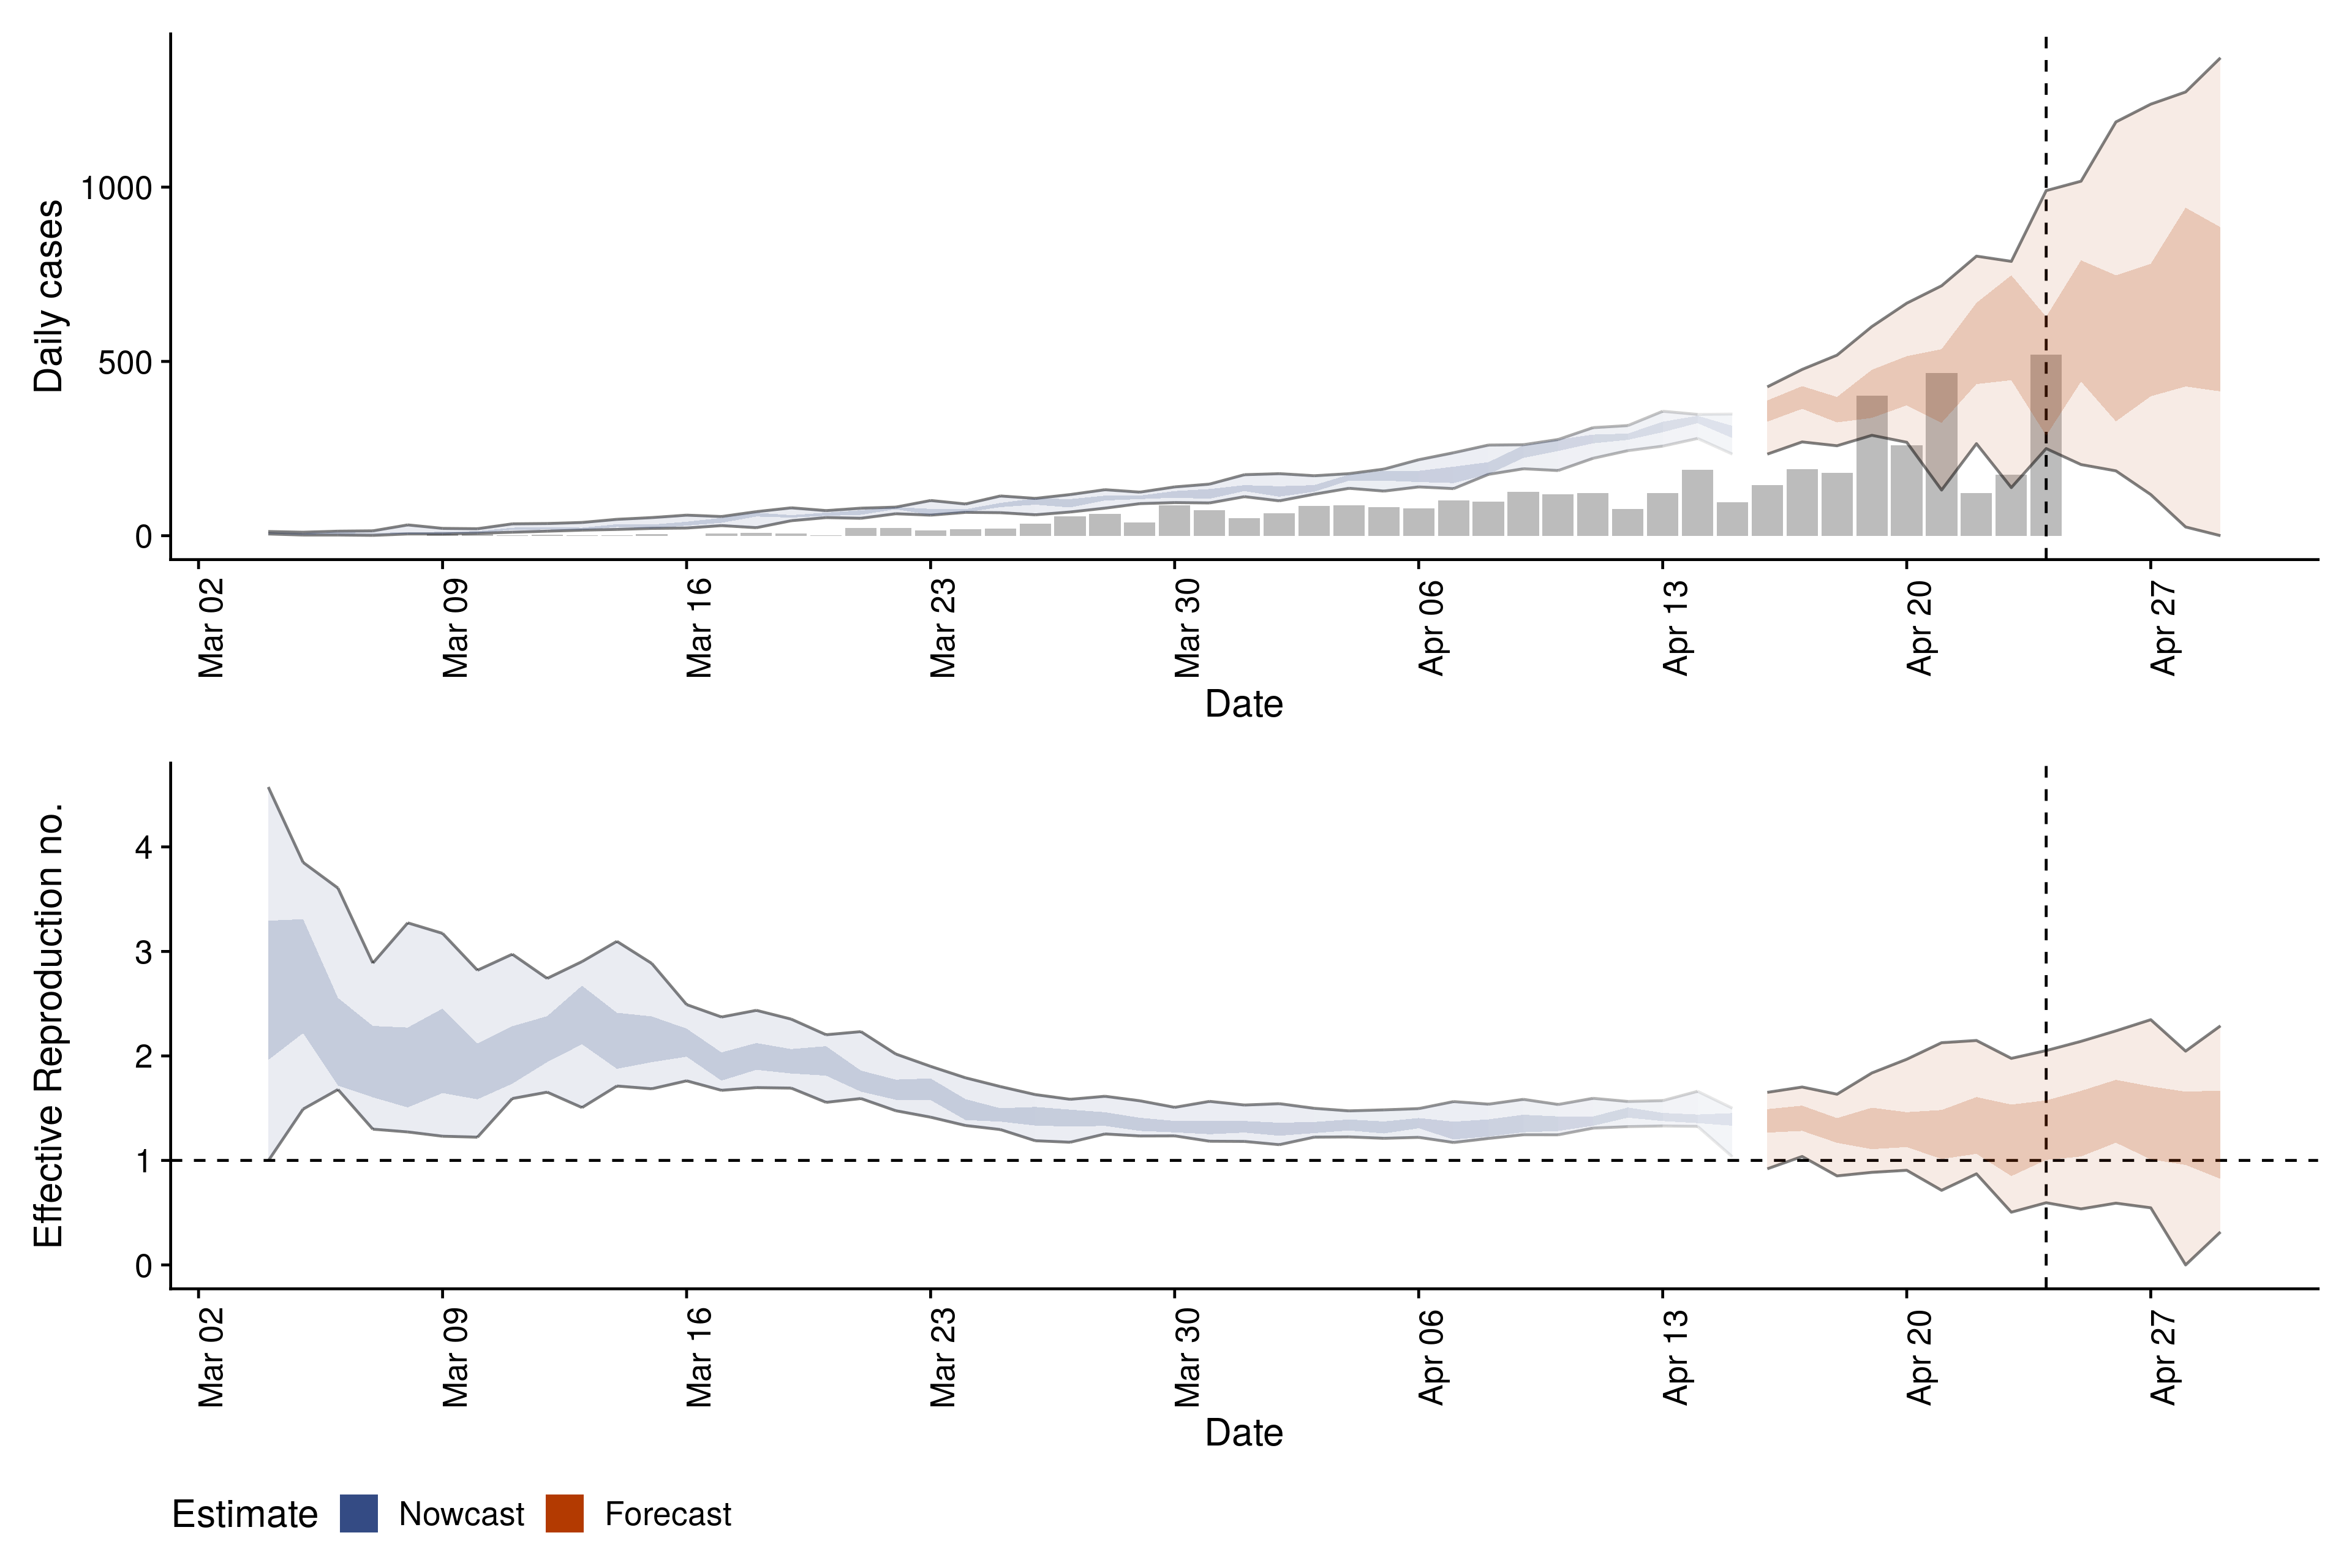 Daily cases
1000
500
0
Mar 02
Mar 09
Mar 16
Mar 23
Mar 30
Apr 06
Apr 13
Apr 20
Apr 27
Date
Effective Reproduction no.
4
3
2
1
0
Mar 02
Mar 09
Mar 16
Mar 23
Mar 30
Apr 06
Apr 13
Apr 20
Apr 27
Date
Estimate Nowcast Forecast